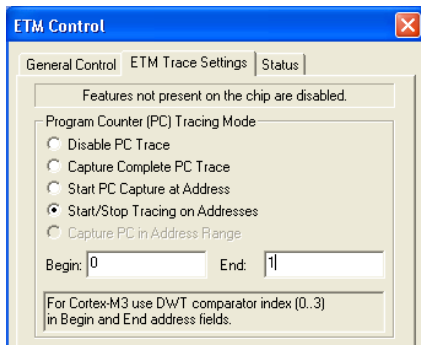 ETM Control
General Control ETM Trace Settings Status
Features not present on the chip are disabled.
Program Counter (PC) Tracing Mode
Disable PC Trace
Capture Complete PC Trace
Start PC Capture at Address
Start/Stop Tracing on Addresses
Capture PC in Address Range
Begin: 0 End: 1
For Cortex-M3 use DWT comparator index (0..3)
in Begin and End address fields.